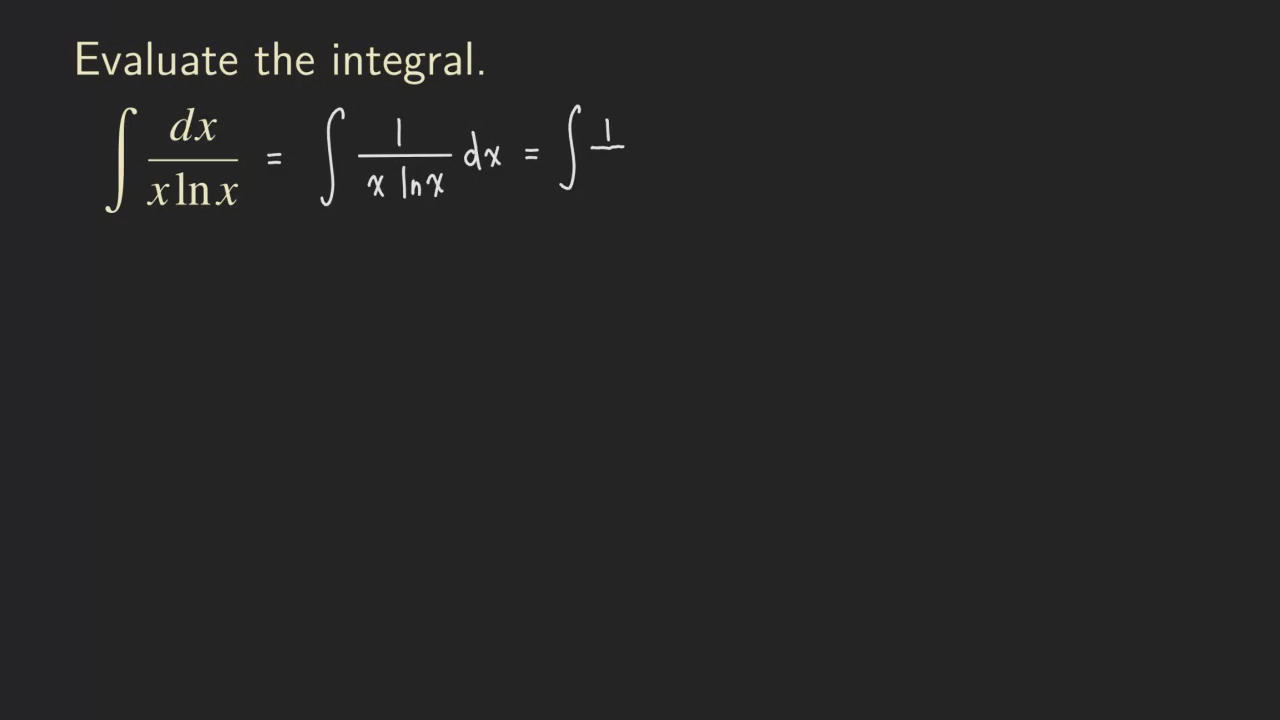 Evaluate the integral.
∫ dx/(x ln x) = ∫ 1/(x ln x) dx = ∫ 1/